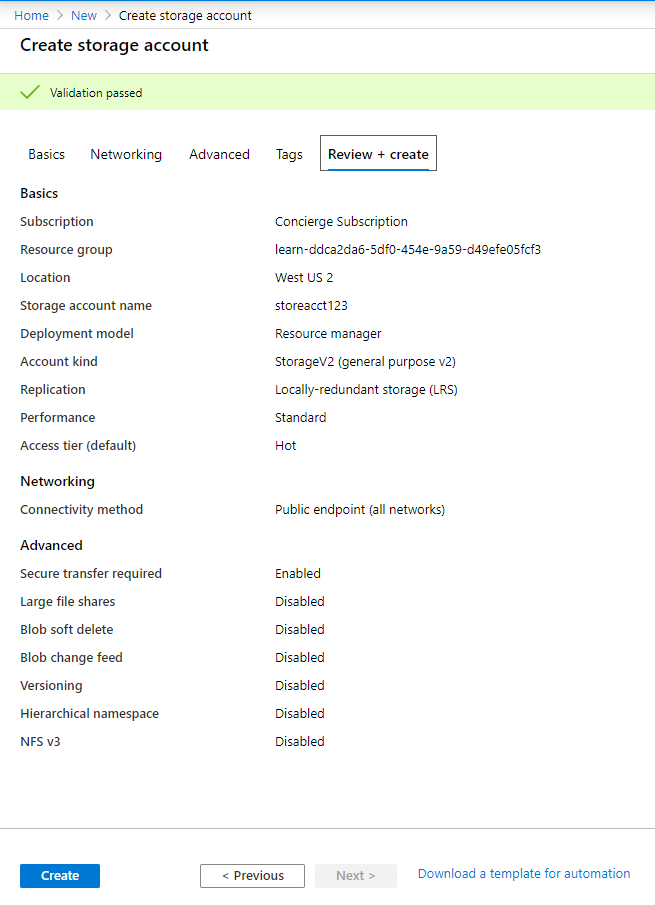 Home > New > Create storage account
Create storage account
Validation passed
Basics Networking Advanced Tags Review + create
Basics
Subscription Concierge Subscription
Resource group learn-ddca2da6-5df0-454e-9a59-d49efe05fcf3
Location West US 2
Storage account name storeacct123
Deployment model Resource manager
Account kind StorageV2 (general purpose v2)
Replication Locally-redundant storage (LRS)
Performance Standard
Access tier (default) Hot
Networking
Connectivity method Public endpoint (all networks)
Advanced
Secure transfer required Enabled
Large file shares Disabled
Blob soft delete Disabled
Blob change feed Disabled
Versioning Disabled
Hierarchical namespace Disabled
NFS v3 Disabled
Create < Previous Next > Download a template for automation